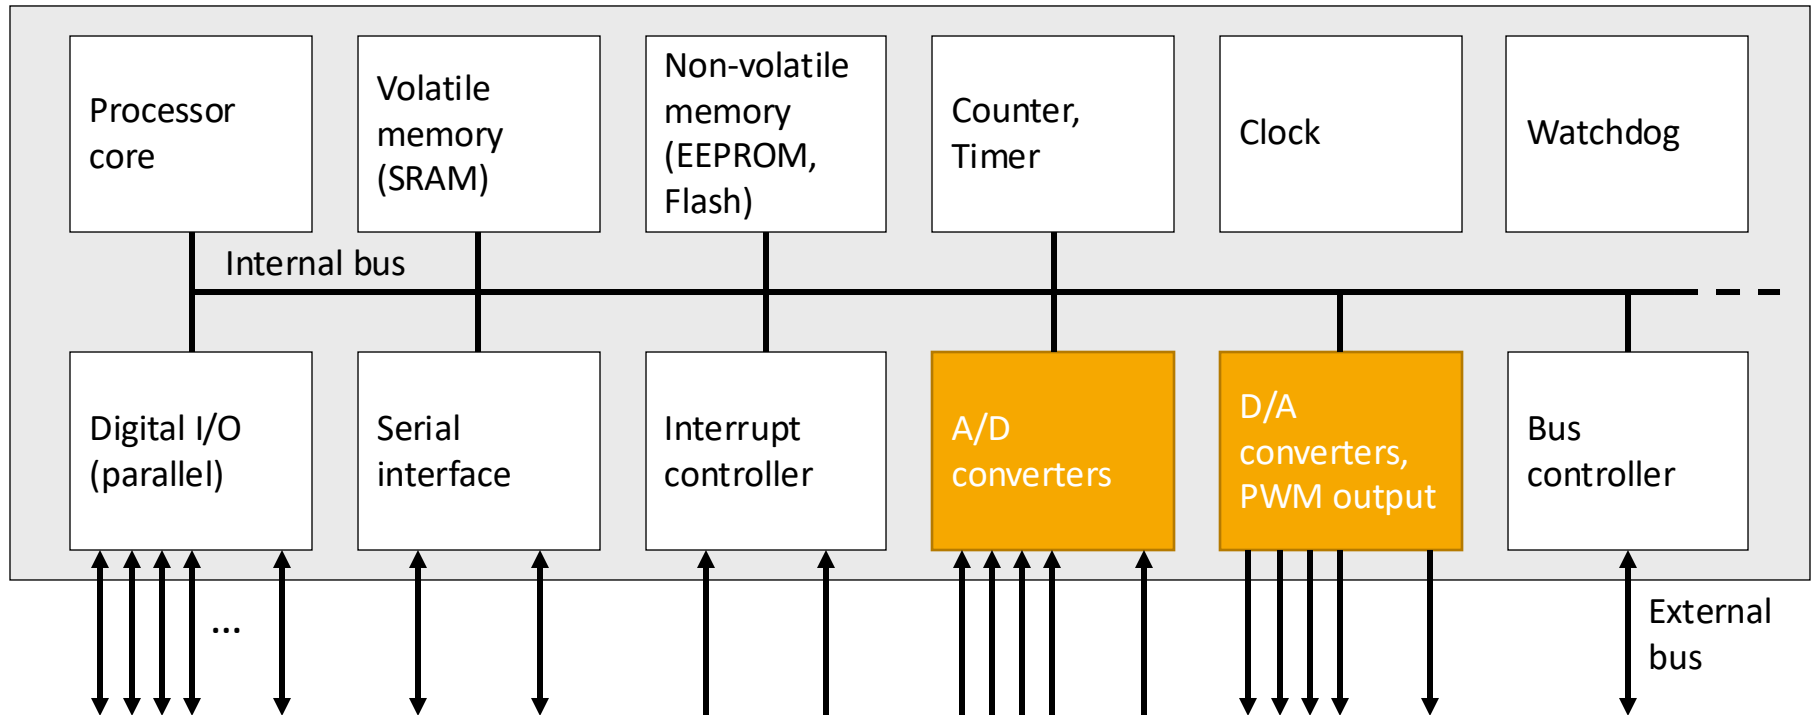 Processor
core
Volatile
memory
(SRAM)
Non-volatile
memory
(EEPROM,
Flash)
Counter,
Timer
Clock
Watchdog
Internal bus
Digital I/O
(parallel)
Serial
interface
Interrupt
controller
A/D
converters
D/A
converters,
PWM output
Bus
controller
...
External
bus